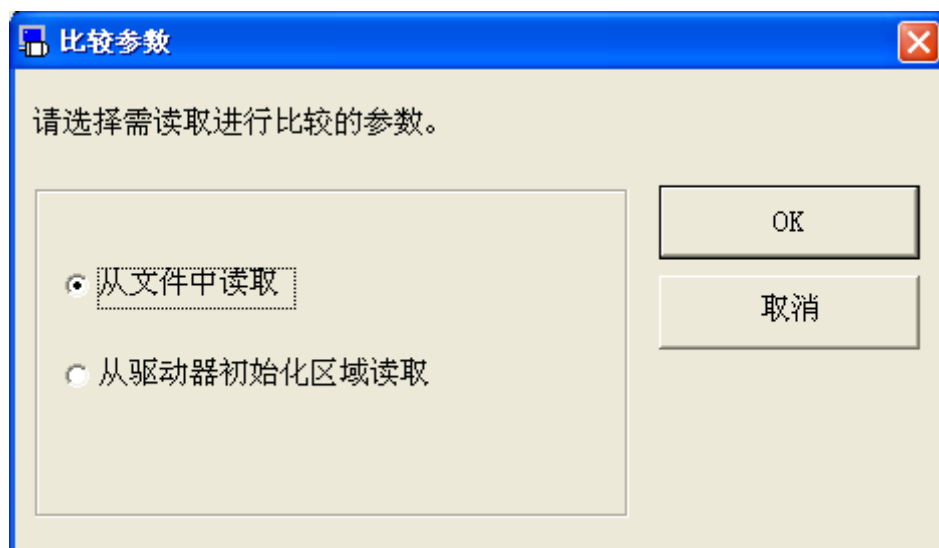 比较参数
请选择需读取进行比较的参数。
从文件中读取
从驱动器初始化区域读取
OK
取消